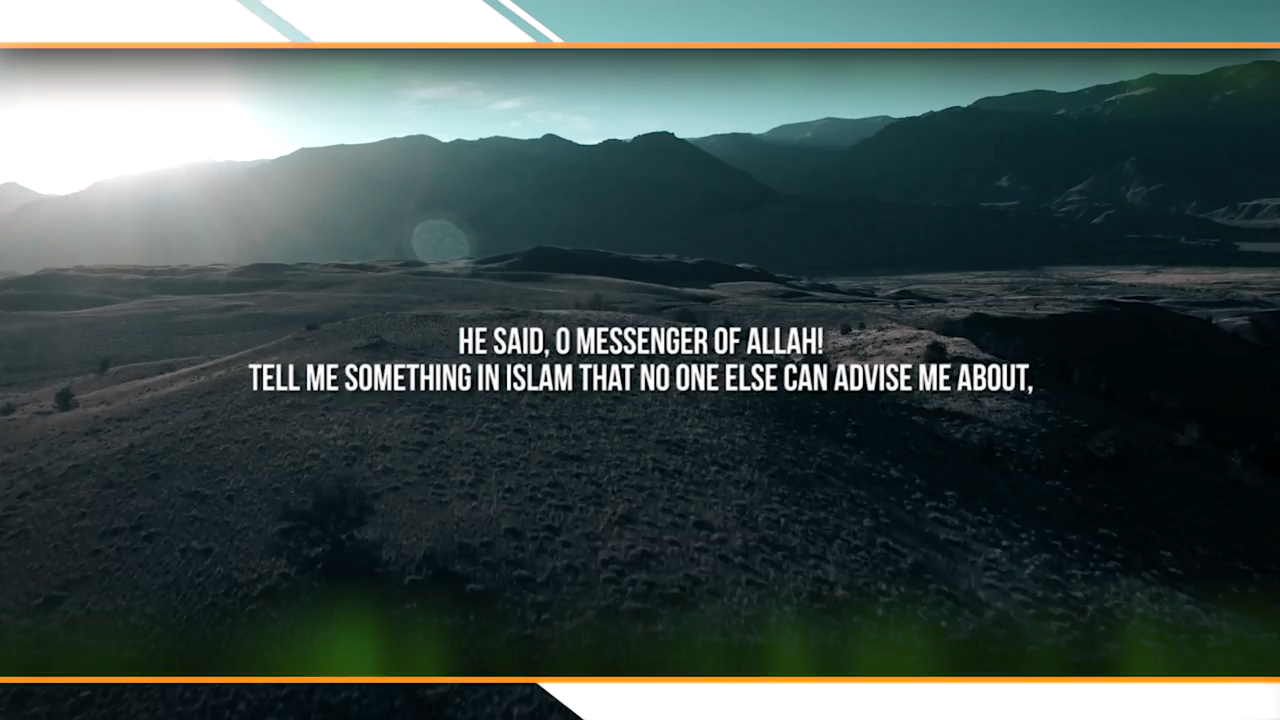 HE SAID, O MESSENGER OF ALLAH!
TELL ME SOMETHING IN ISLAM THAT NO ONE ELSE CAN ADVISE ME ABOUT,